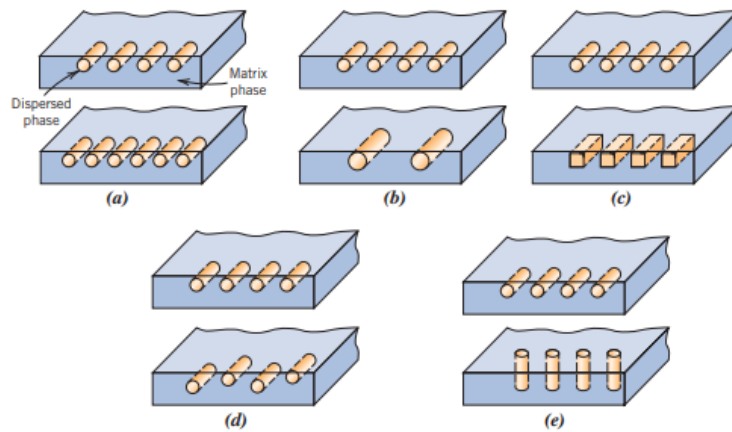 Dispersed
phase
Matrix
phase
(a)
(b)
(c)
(d)
(e)